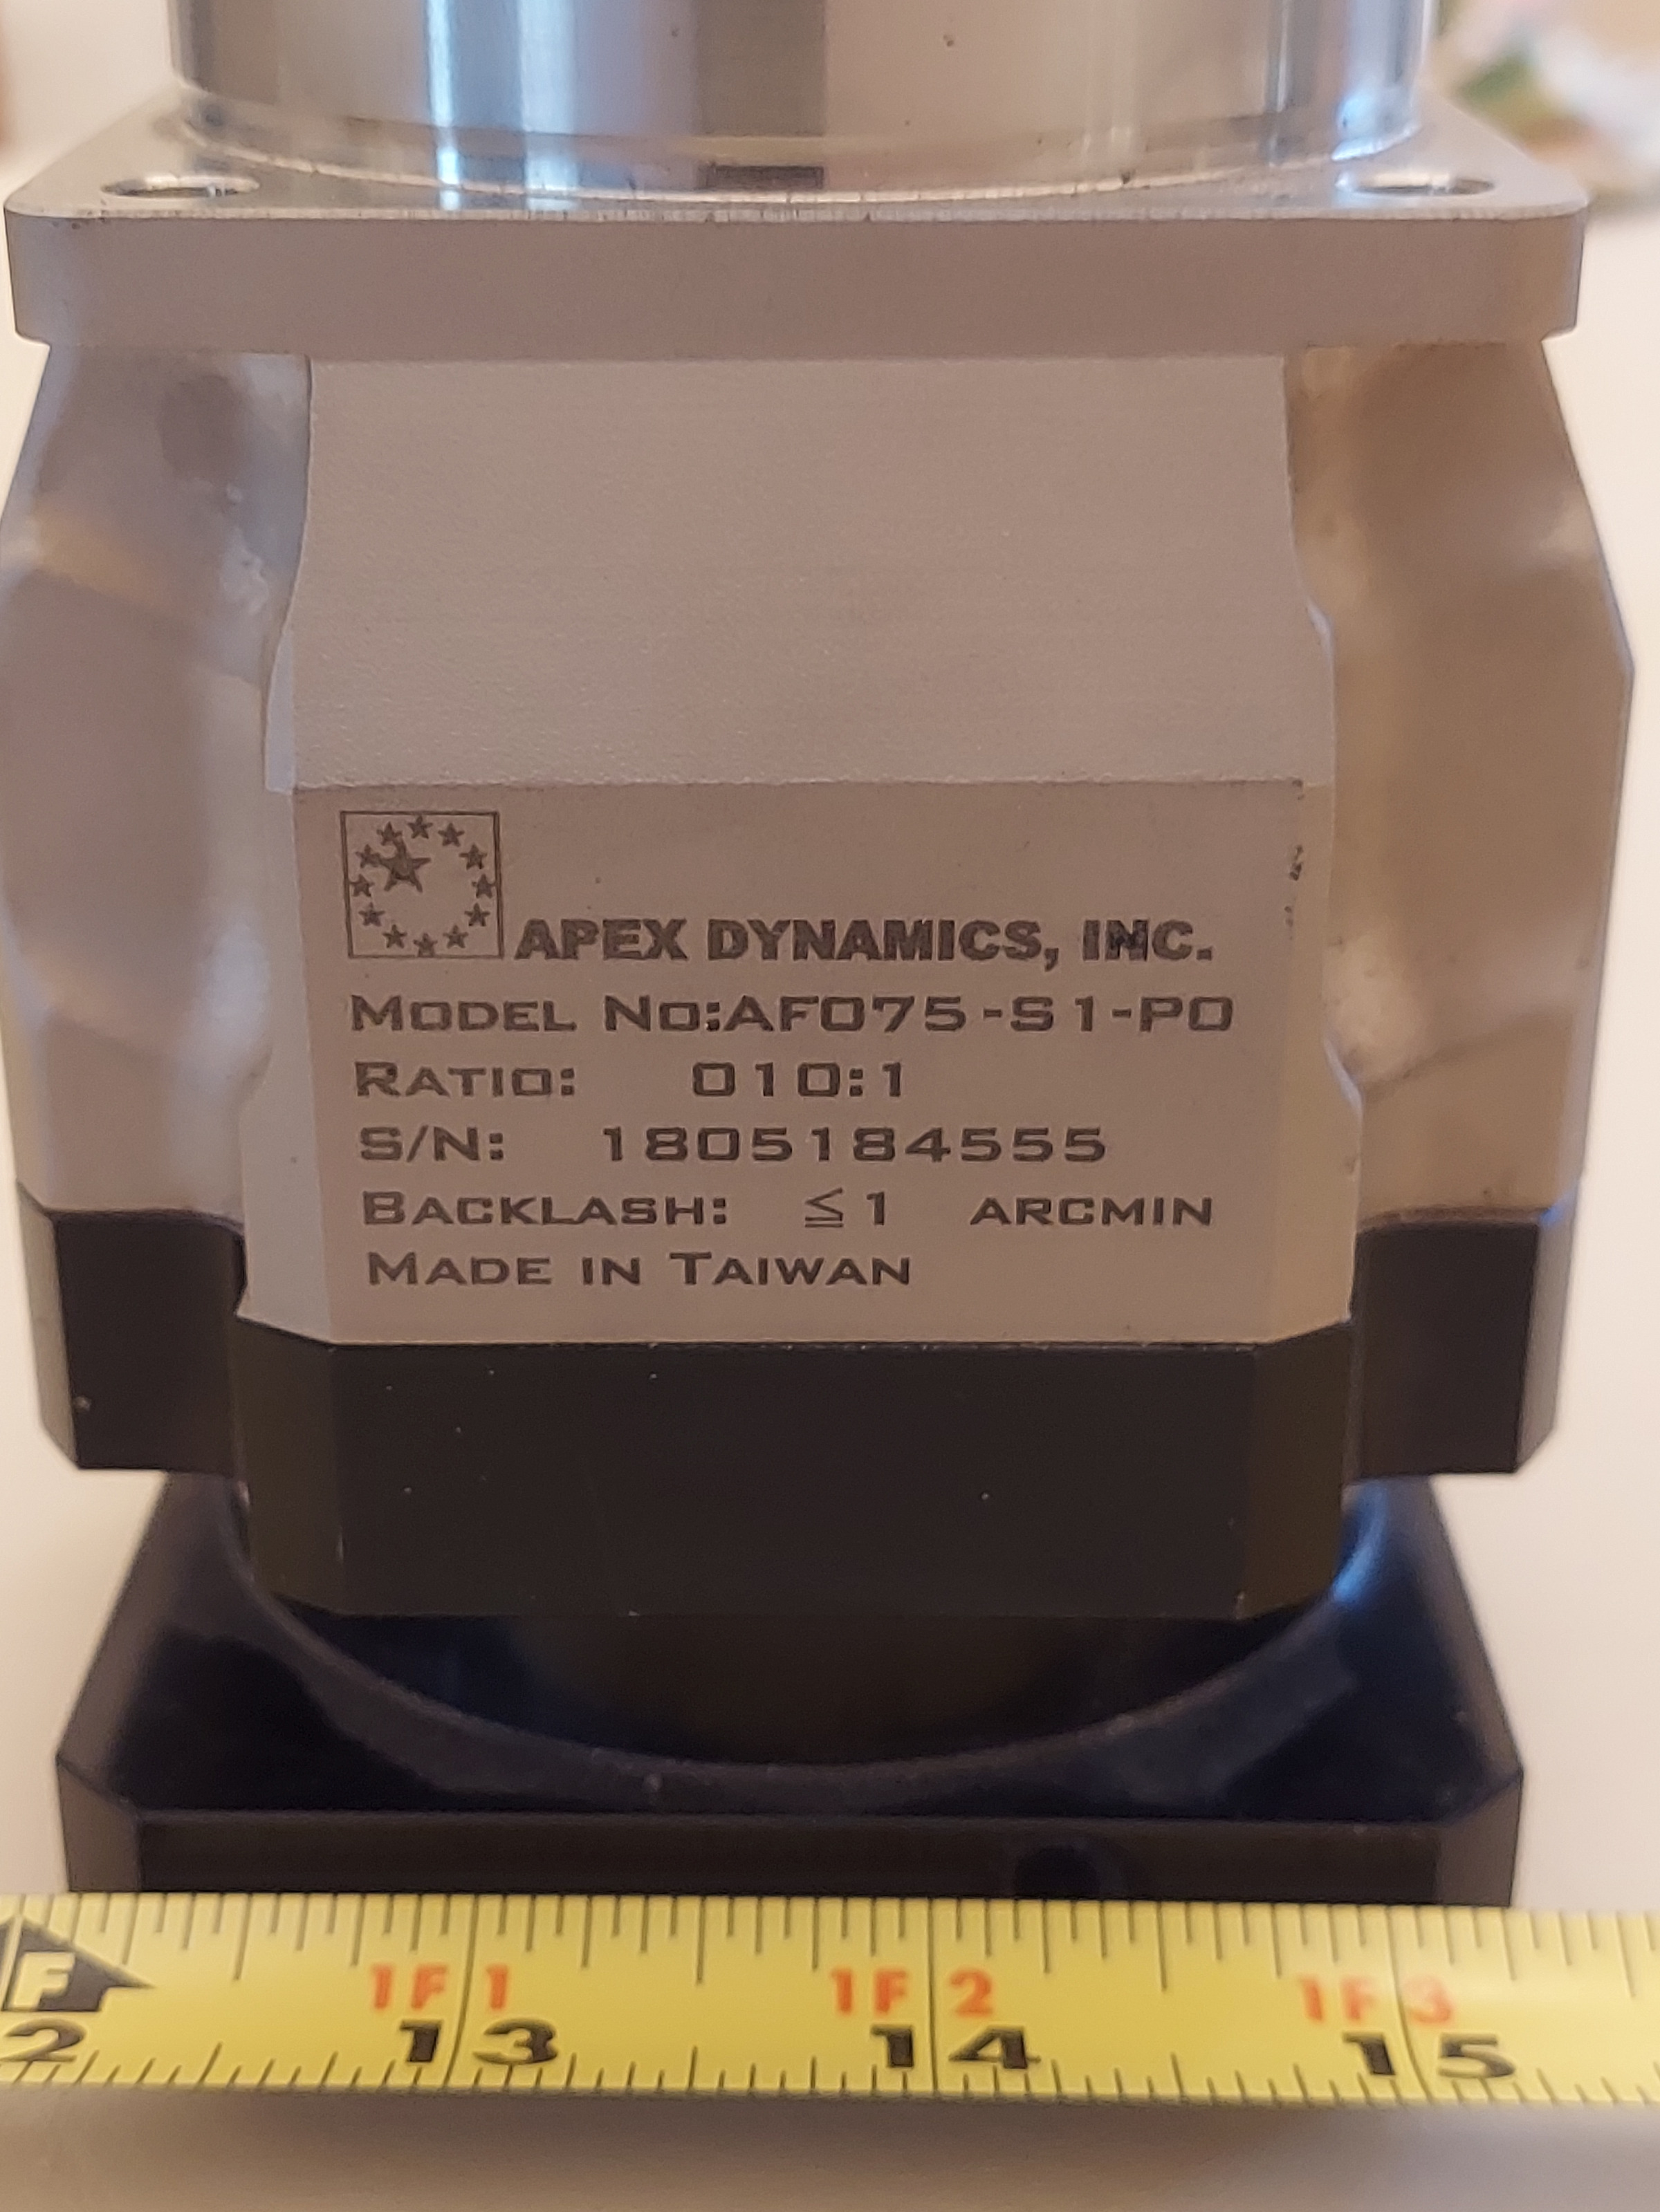 APEX DYNAMICS, INC.
MODEL NO:AF075-S1-P0
RATIO: 010:1
S/N: 1805184555
BACKLASH: ≦1 ARCMIN
MADE IN TAIWAN
F 1F 1 1F 2 1F 3
2 13 14 15